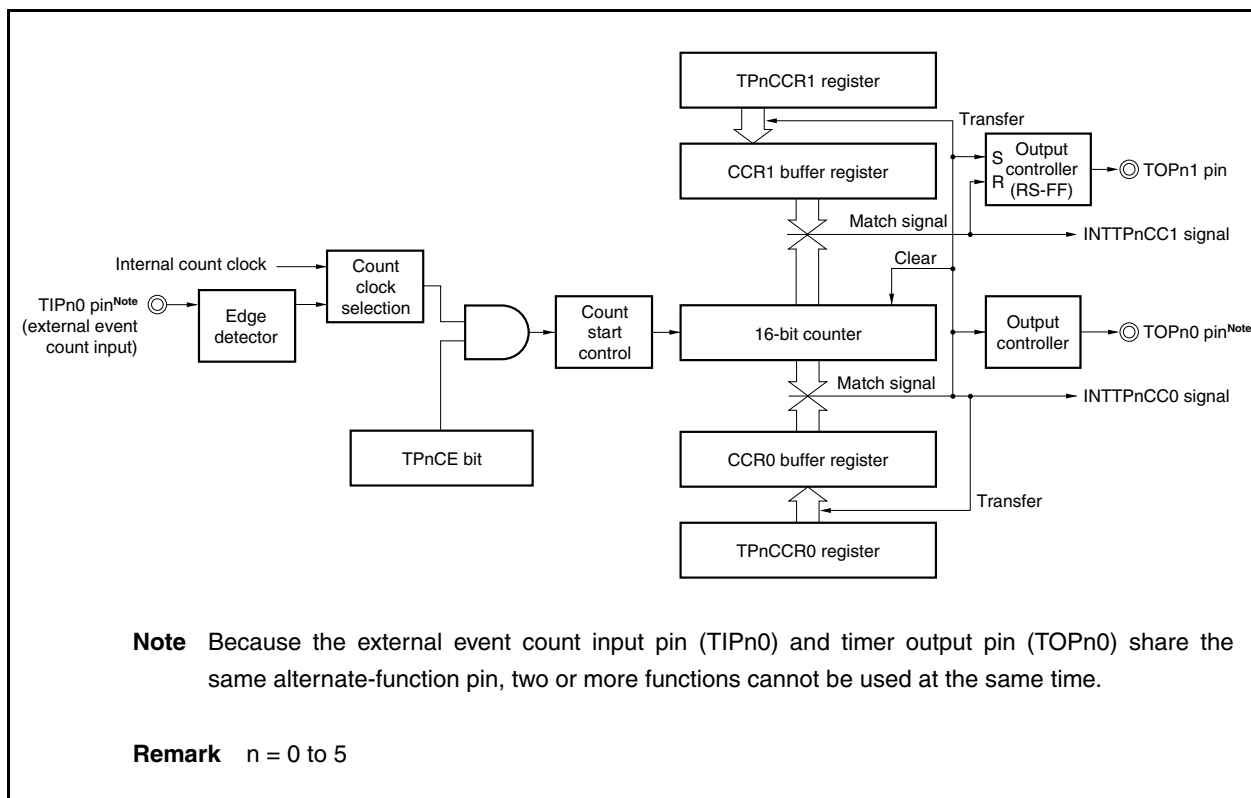 TPnCCR1 register
Transfer
CCR1 buffer register
S
R
Output
controller
(RS-FF)
TOPn1 pin
Match signal
INTTPnCC1 signal
Internal count clock
Count
clock
selection
Clear
TIPn0 pin^Note
(external event
count input)
Edge
detector
Count
start
control
16-bit counter
Output
controller
TOPn0 pin^Note
Match signal
INTTPnCC0 signal
TPnCE bit
CCR0 buffer register
Transfer
TPnCCR0 register
Note Because the external event count input pin (TIPn0) and timer output pin (TOPn0) share the
same alternate-function pin, two or more functions cannot be used at the same time.
Remark n = 0 to 5